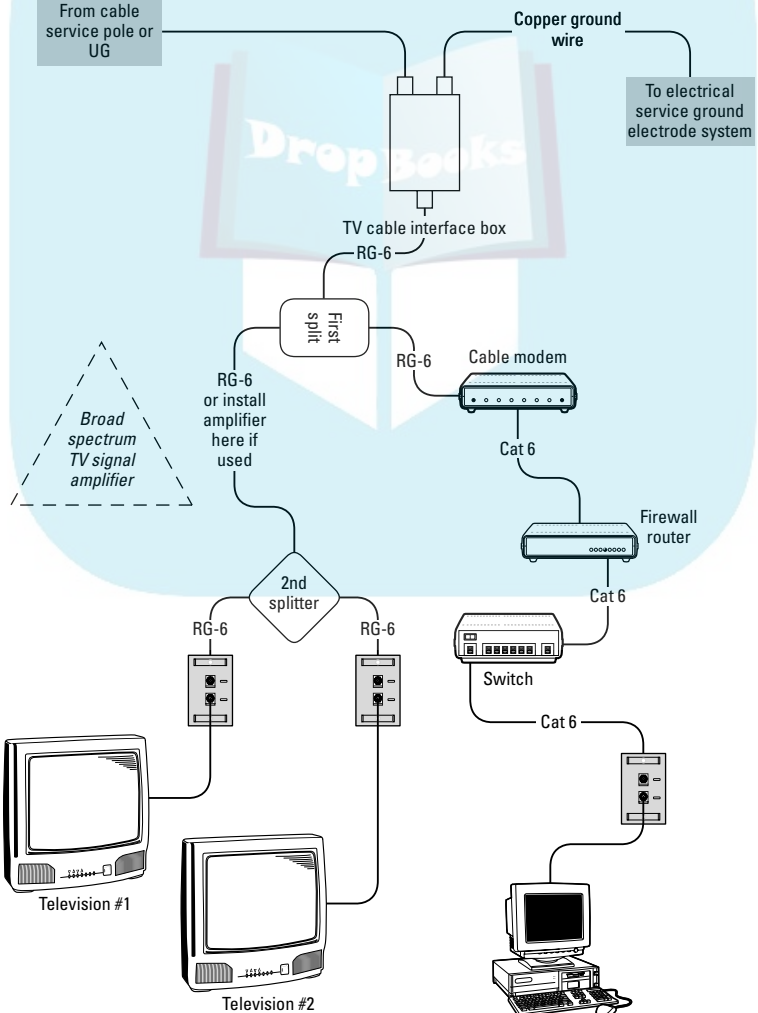 From cable
service pole or
UG
Copper ground
wire
To electrical
service ground
electrode system
DropBooks
TV cable interface box
RG-6
First
split
RG-6
Cable modem
RG-6
or install
amplifier
here if
used
Broad
spectrum
TV signal
amplifier
Cat 6
Firewall
router
2nd
splitter
Cat 6
RG-6
RG-6
Switch
Cat 6
Television #1
Television #2